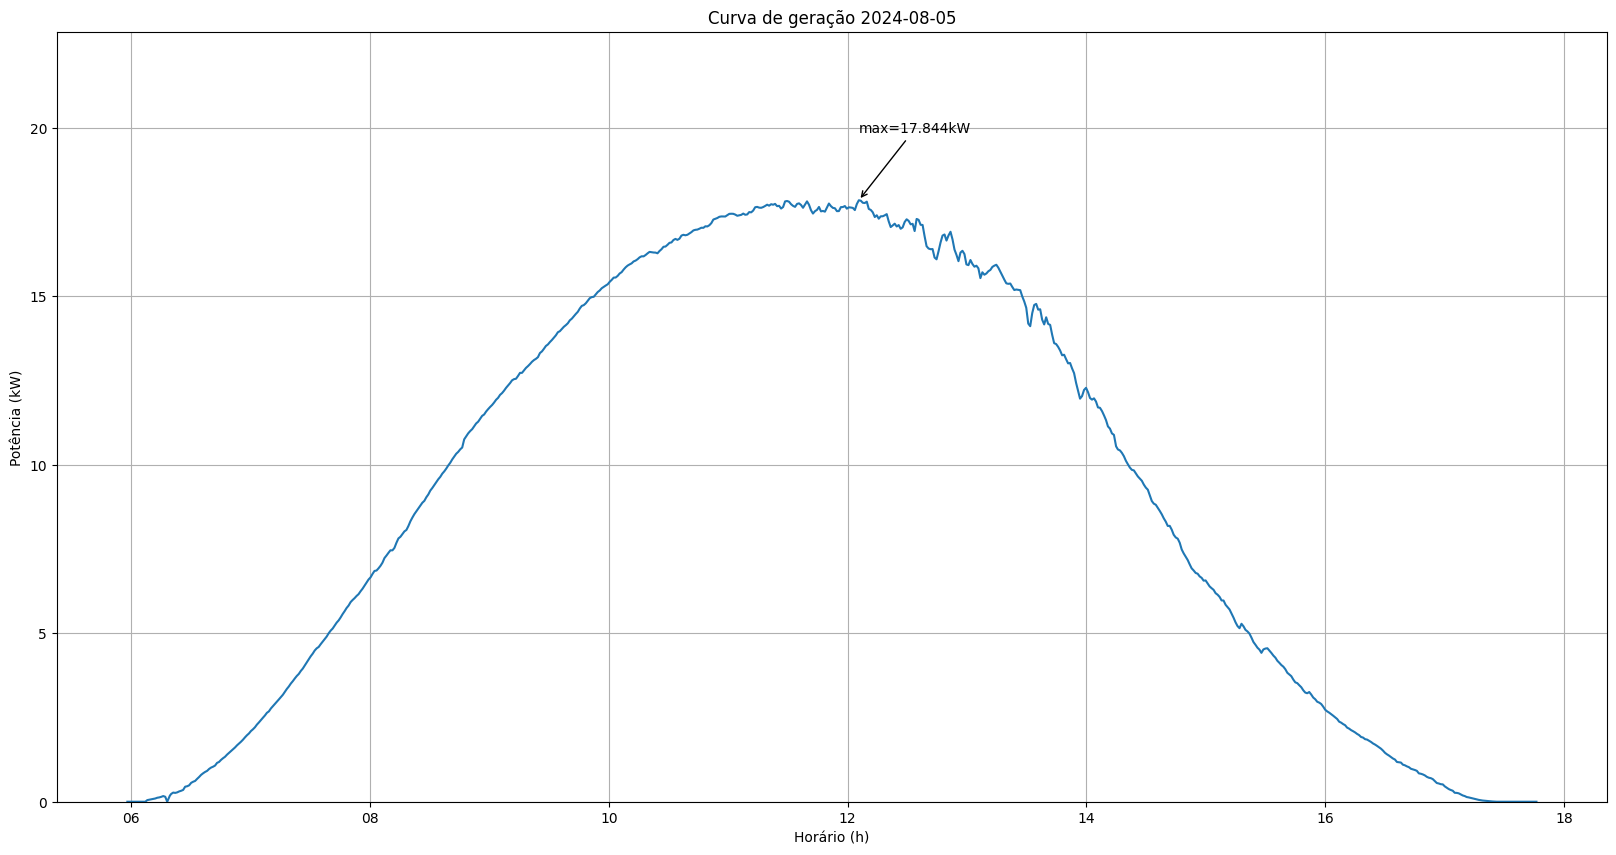 Curva de geração 2024-08-05
max=17.844kW
Potência (kW)
20
15
10
5
0
06 08 10 12 14 16 18
Horário (h)